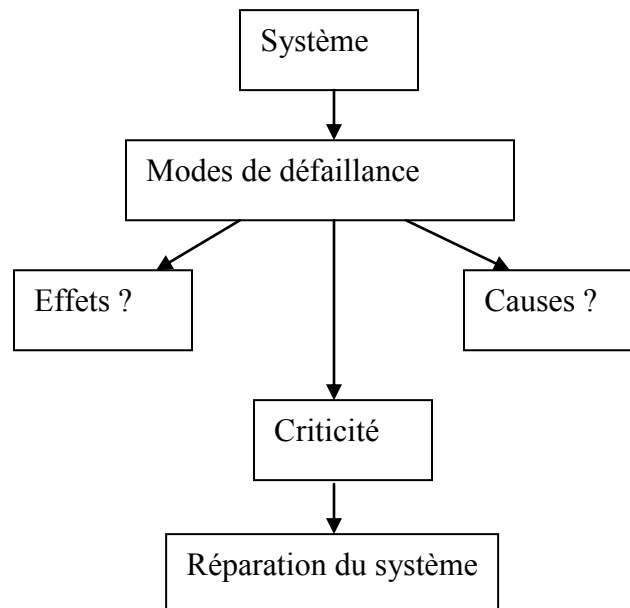 Système
Modes de défaillance
Effets ?
Causes ?
Criticité
Réparation du système